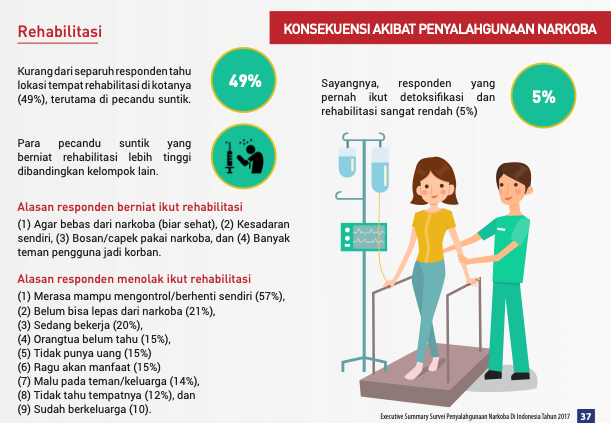 Rehabilitasi
KONSEKUENSI AKIBAT PENYALAHGUNAAN NARKOBA
Kurang dari separuh responden tahu
lokasi tempat rehabilitasi di kotanya
(49%), terutama di pecandu suntik.
49%
Para pecandu suntik yang
berniat rehabilitasi lebih tinggi
dibandingkan kelompok lain.
Alasan responden berniat ikut rehabilitasi
(1) Agar bebas dari narkoba (biar sehat), (2) Kesadaran
sendiri, (3) Bosan/capek pakai narkoba, dan (4) Banyak
teman pengguna jadi korban.
Alasan responden menolak ikut rehabilitasi
(1) Merasa mampu mengontrol/berhenti sendiri (57%),
(2) Belum bisa lepas dari narkoba (21%),
(3) Sedang bekerja (20%),
(4) Orangtua belum tahu (15%),
(5) Tidak punya uang (15%)
(6) Ragu akan manfaat (15%)
(7) Malu pada teman/keluarga (14%),
(8) Tidak tahu tempatnya (12%), dan
(9) Sudah berkeluarga (10).
Sayangnya, responden yang
pernah ikut detoksifikasi dan
rehabilitasi sangat rendah (5%)
5%
Executive Summary Survei Penyalahgunaan Narkoba Di Indonesia Tahun 2017 37